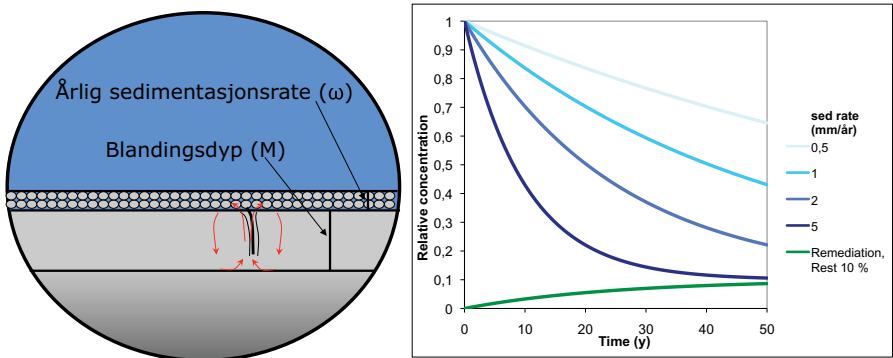 Årlig sedimentasjonsrate (ω)
Blandingsdyp (M)
Relative concentration
1
0,9
0,8
0,7
0,6
0,5
0,4
0,3
0,2
0,1
0
0
10
20
30
40
50
Time (y)
sed rate
(mm/år)
0,5
1
2
5
Remediation,
Rest 10 %